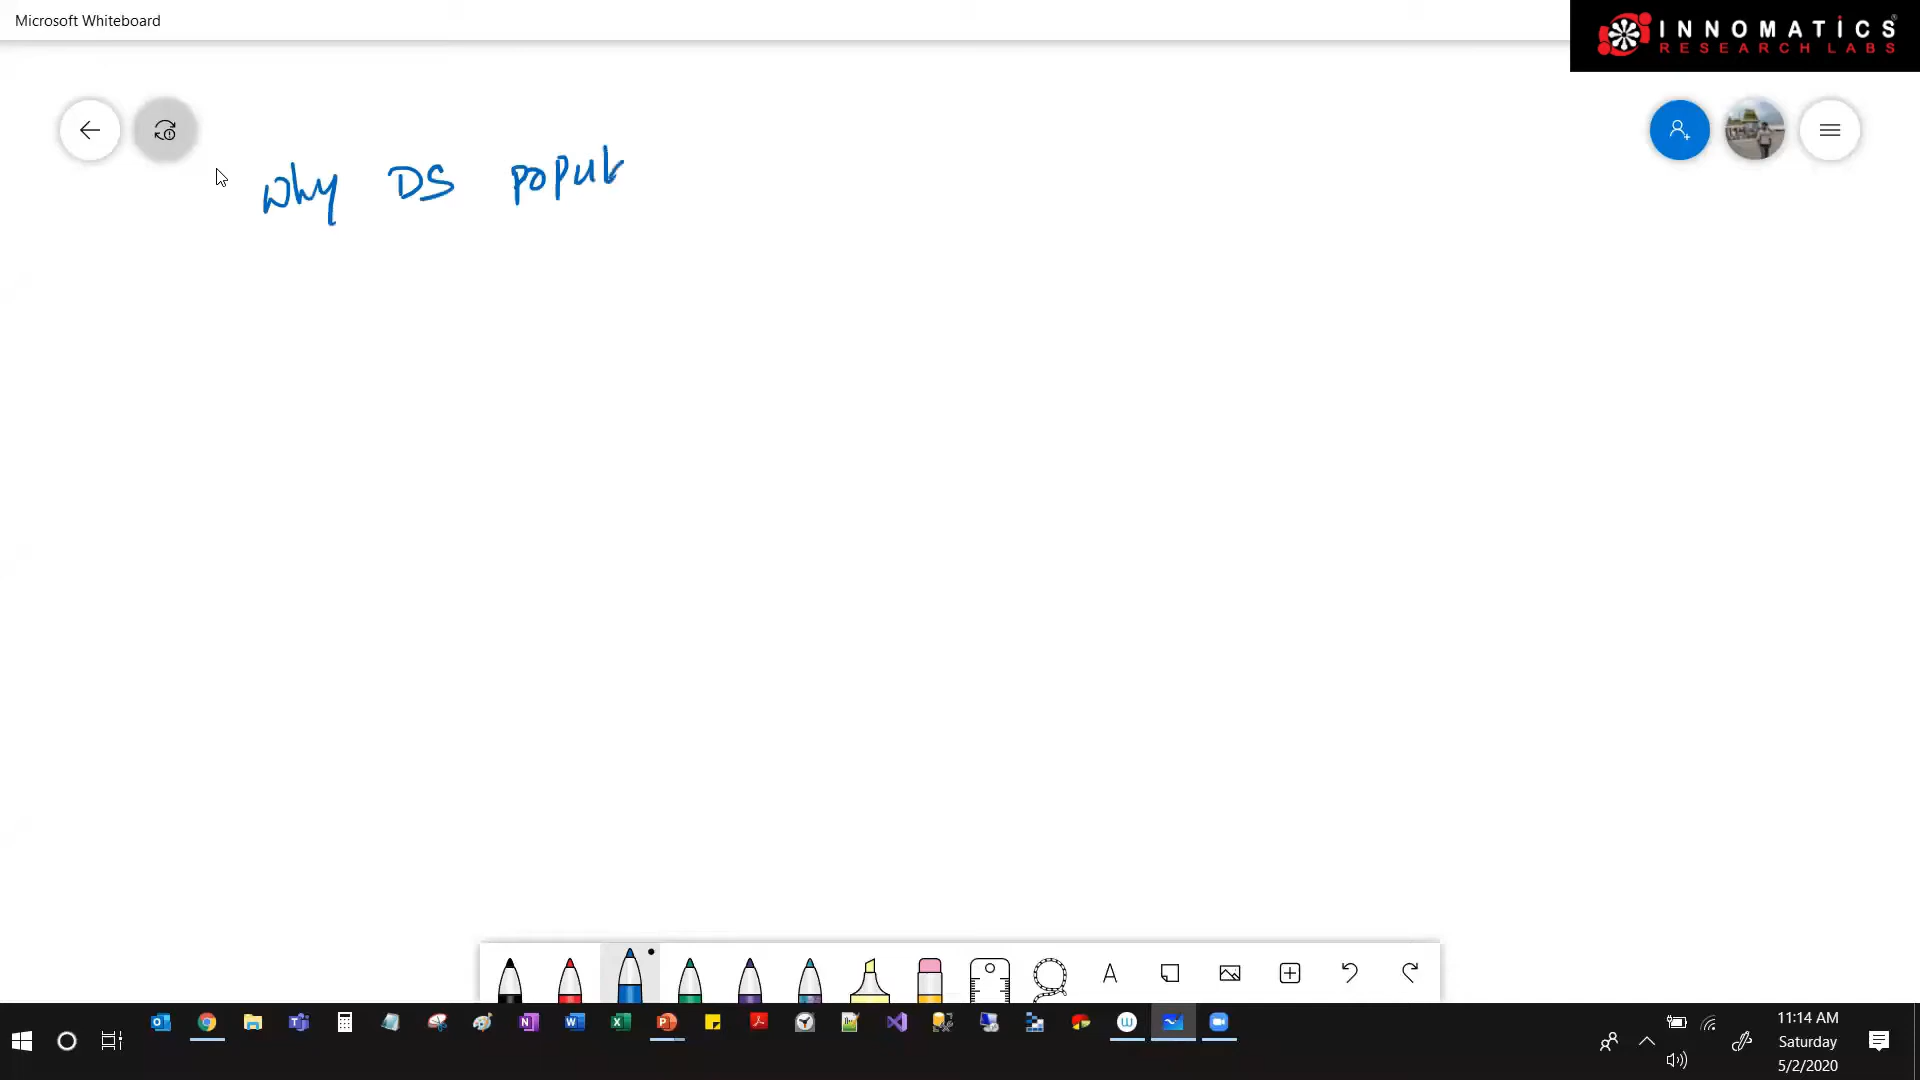 Microsoft Whiteboard
INNOMATICS
RESEARCH LABS
Why DS popul
11:14 AM
Saturday
5/2/2020